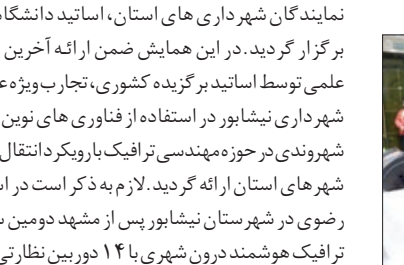 نمایندگان شهرداری های استان، اساتید دانشگاه
برگزار گردید. در این همایش ضمن ارائه آخرین
علمی توسط اساتید برگزیده کشوری، تجارب ویژه
شهرداری نیشابور در استفاده از فناوری های نوین
شهروندی در حوزه مهندسی ترافیک با رویکرد انتقال
شهرهای استان ارائه گردید. لازم به ذکر است در
رضوی در شهرستان نیشابور پس از مشهد دومین
ترافیک هوشمند درون شهری با ۱۴ دوربین نظارتی